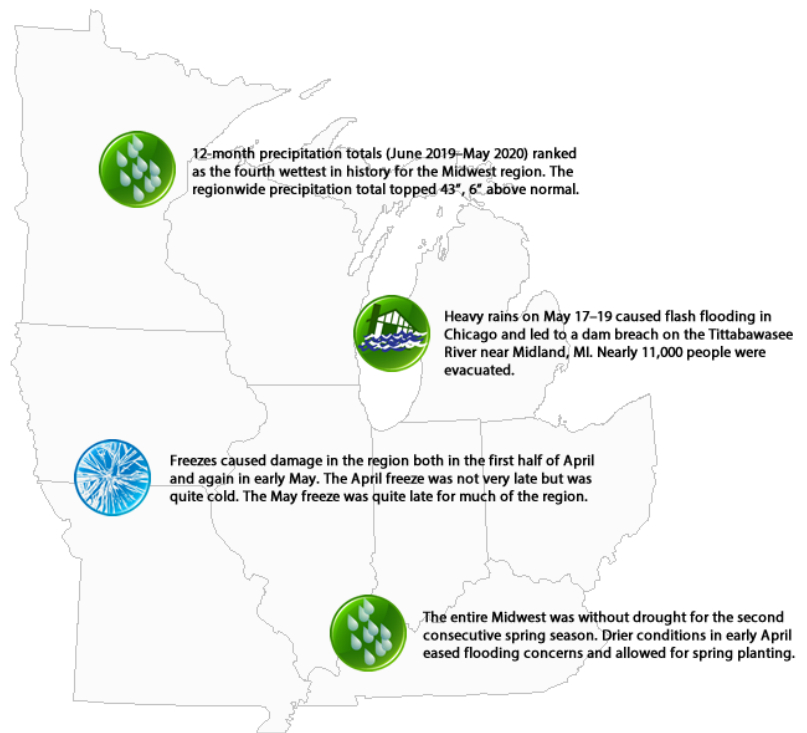 12-month precipitation totals (June 2019–May 2020) ranked
as the fourth wettest in history for the Midwest region. The
regionwide precipitation total topped 43”, 6” above normal.
Heavy rains on May 17–19 caused flash flooding in
Chicago and led to a dam breach on the Tittabawasee
River near Midland, MI. Nearly 11,000 people were
evacuated.
Freezes caused damage in the region both in the first half of April
and again in early May. The April freeze was not very late but was
quite cold. The May freeze was quite late for much of the region.
The entire Midwest was without drought for the second
consecutive spring season. Drier conditions in early April
eased flooding concerns and allowed for spring planting.